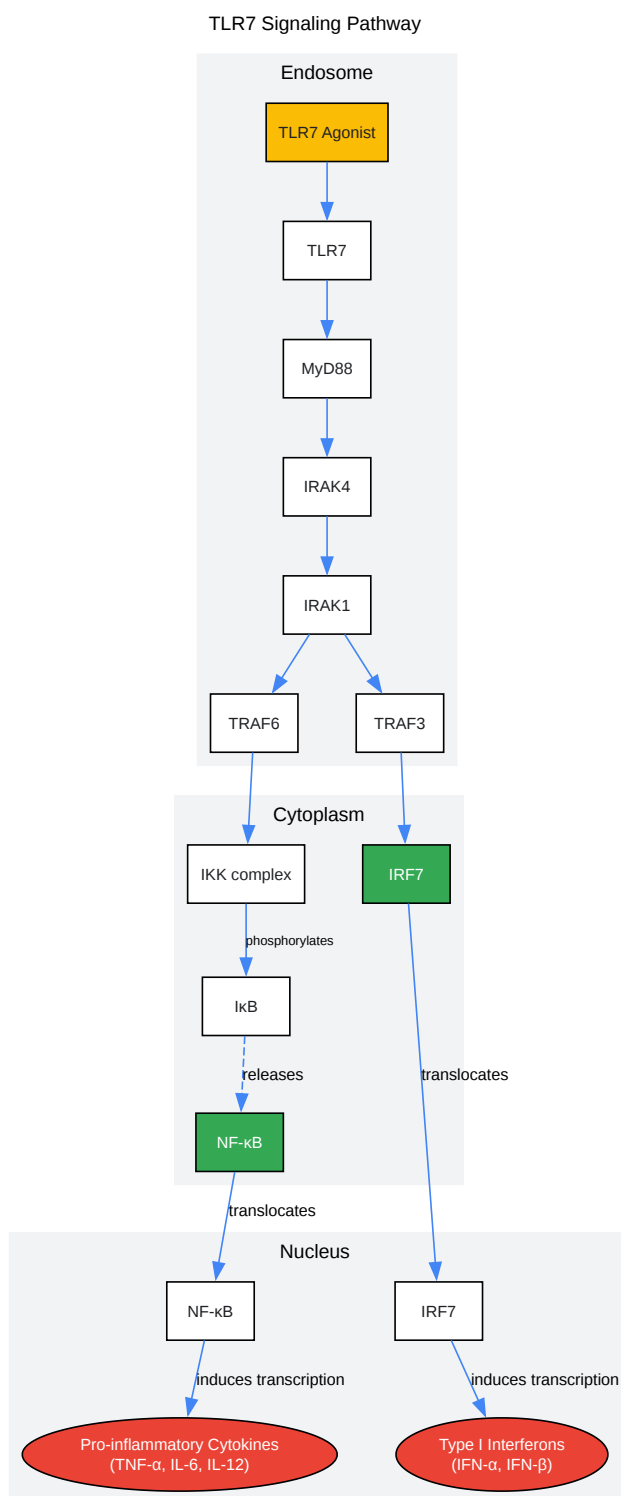 TLR7 Signaling Pathway
Endosome
TLR7 Agonist
TLR7
MyD88
IRAK4
IRAK1
TRAF6
TRAF3
Cytoplasm
IKK complex
IRF7
phosphorylates
IκB
releases
translocates
NF-κB
translocates
Nucleus
NF-κB
IRF7
induces transcription
induces transcription
Pro-inflammatory Cytokines
(TNF-α, IL-6, IL-12)
Type I Interferons
(IFN-α, IFN-β)